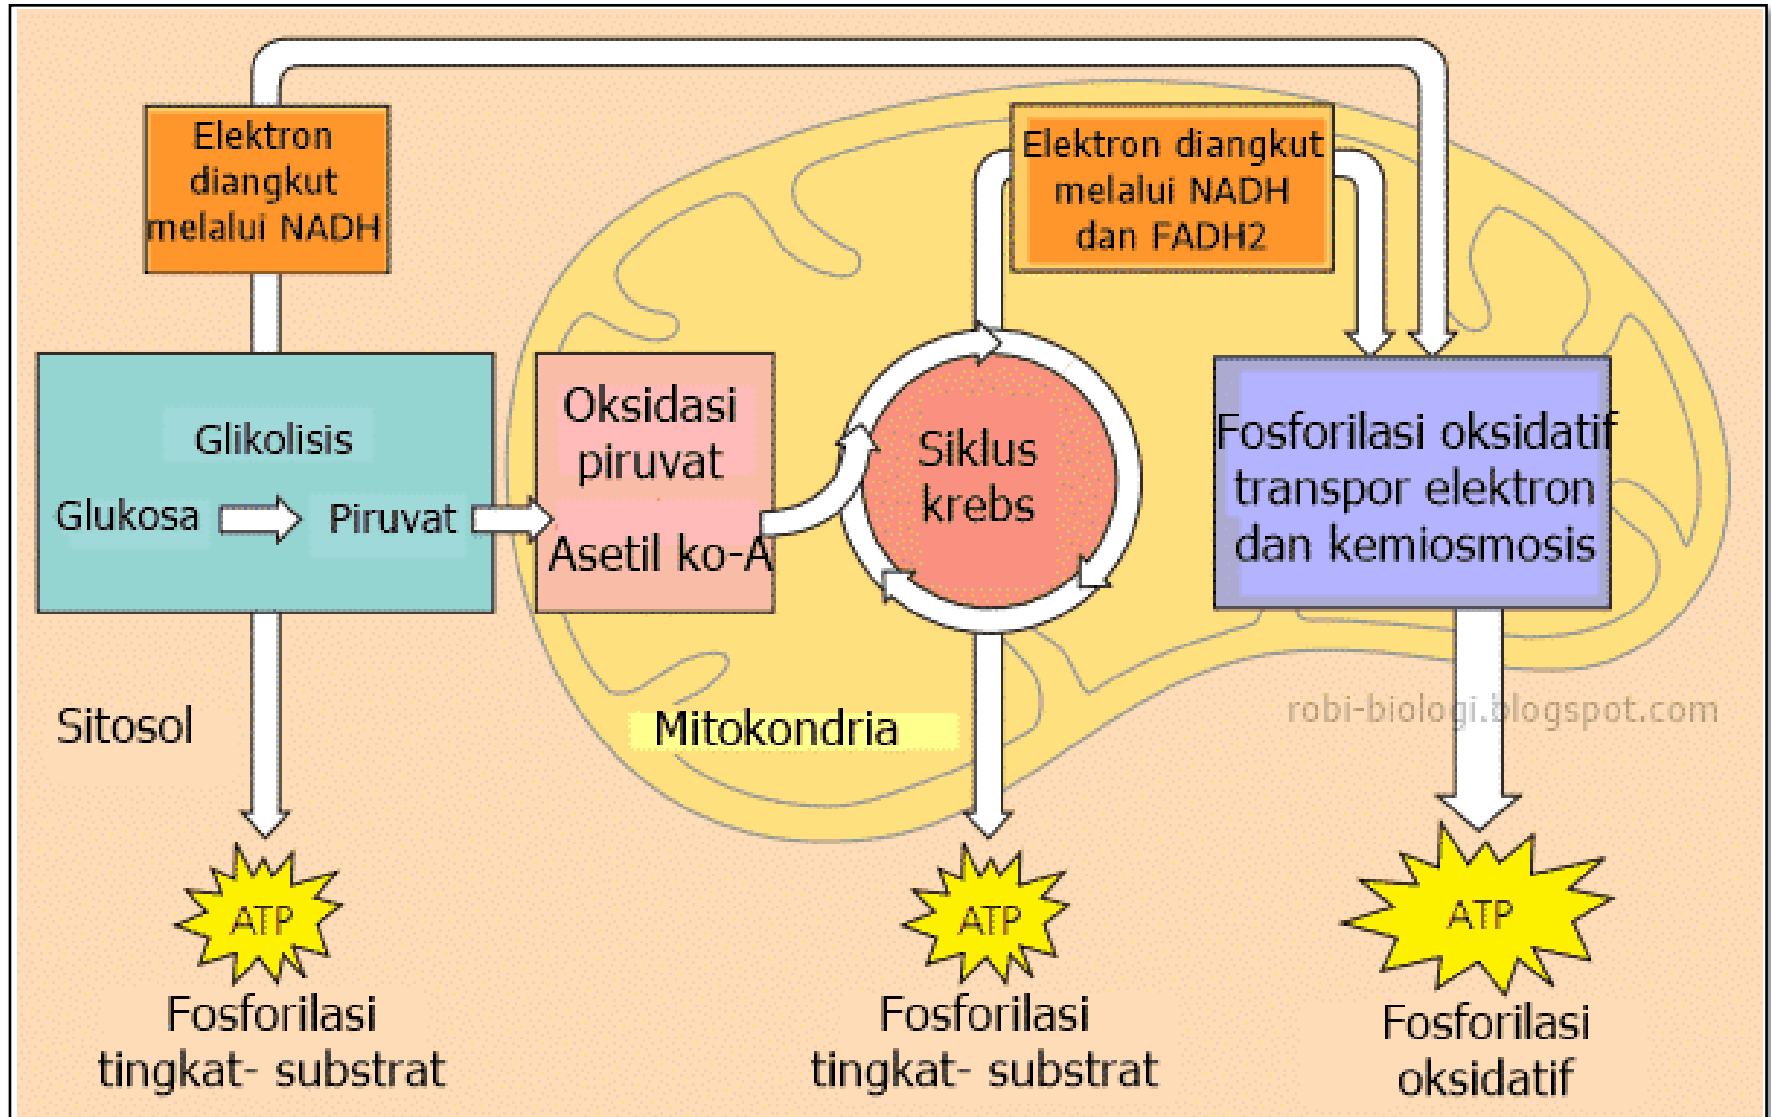 Elektron
diangkut
melalui NADH
Elektron diangkut
melalui NADH
dan FADH2
Glikolisis
Glukosa
Piruvat
Oksidasi
piruvat
Asetil ko-A
Siklus
krebs
Fosforilasi oksidatif
transpor elektron
dan kemiosmosis
Sitosol
Mitokondria
robi-biologi.blogspot.com
ATP
Fosforilasi
tingkat- substrat
ATP
Fosforilasi
tingkat- substrat
ATP
Fosforilasi
oksidatif